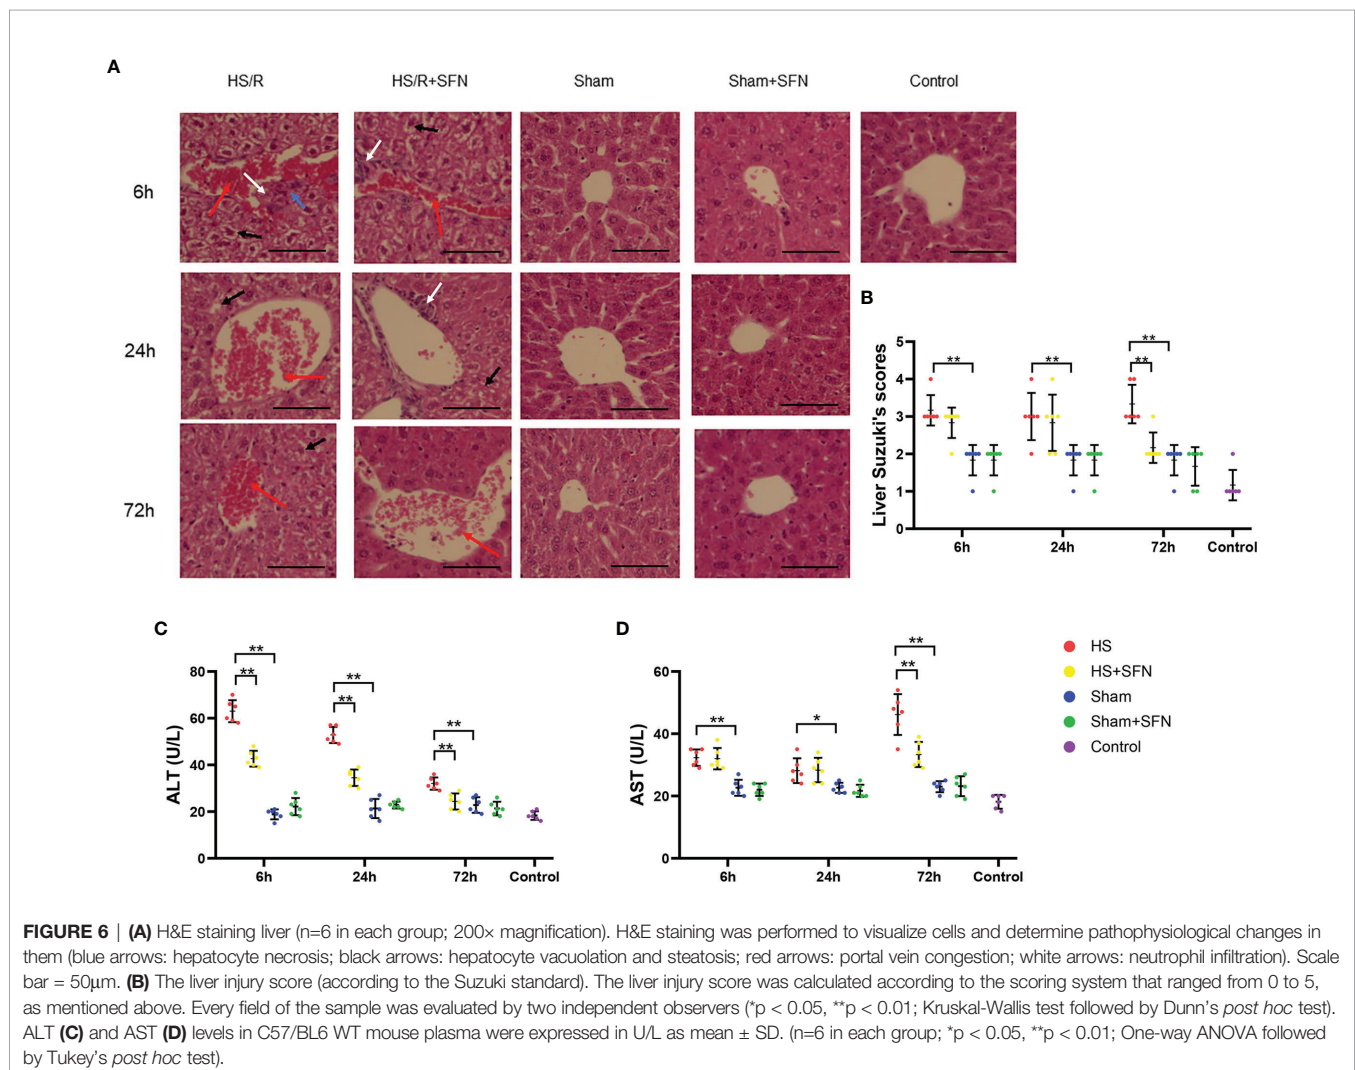 A
HS/R HS/R+SFN Sham Sham+SFN Control
6h
24h
72h
B
Liver Suzuki's scores
5
4
3
2
1
0
** ** ** **
6h 24h 72h Control
C
ALT (U/L)
80
60
40
20
0
** ** ** ** ** **
6h 24h 72h Control
D
AST (U/L)
60
40
20
0
** * ** **
6h 24h 72h Control
HS
HS+SFN
Sham
Sham+SFN
Control
FIGURE 6 | (A) H&E staining liver (n=6 in each group; 200× magnification). H&E staining was performed to visualize cells and determine pathophysiological changes in
them (blue arrows: hepatocyte necrosis; black arrows: hepatocyte vacuolation and steatosis; red arrows: portal vein congestion; white arrows: neutrophil infiltration). Scale
bar = 50μm. (B) The liver injury score (according to the Suzuki standard). The liver injury score was calculated according to the scoring system that ranged from 0 to 5,
as mentioned above. Every field of the sample was evaluated by two independent observers (*p < 0.05, **p < 0.01; Kruskal-Wallis test followed by Dunn's post hoc test).
ALT (C) and AST (D) levels in C57/BL6 WT mouse plasma were expressed in U/L as mean ± SD. (n=6 in each group; *p < 0.05, **p < 0.01; One-way ANOVA followed
by Tukey's post hoc test).